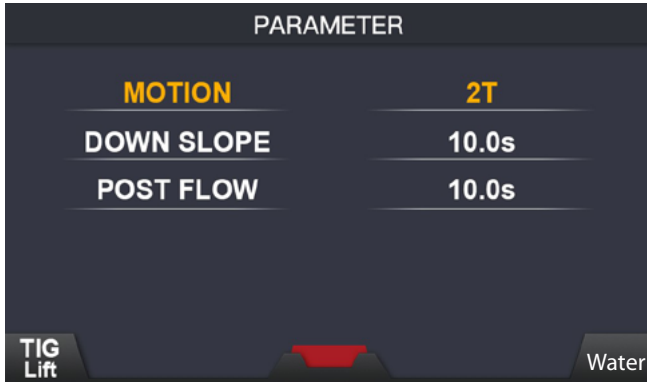 PARAMETER
MOTION 2T
DOWN SLOPE 10.0s
POST FLOW 10.0s
TIG
Lift
Water